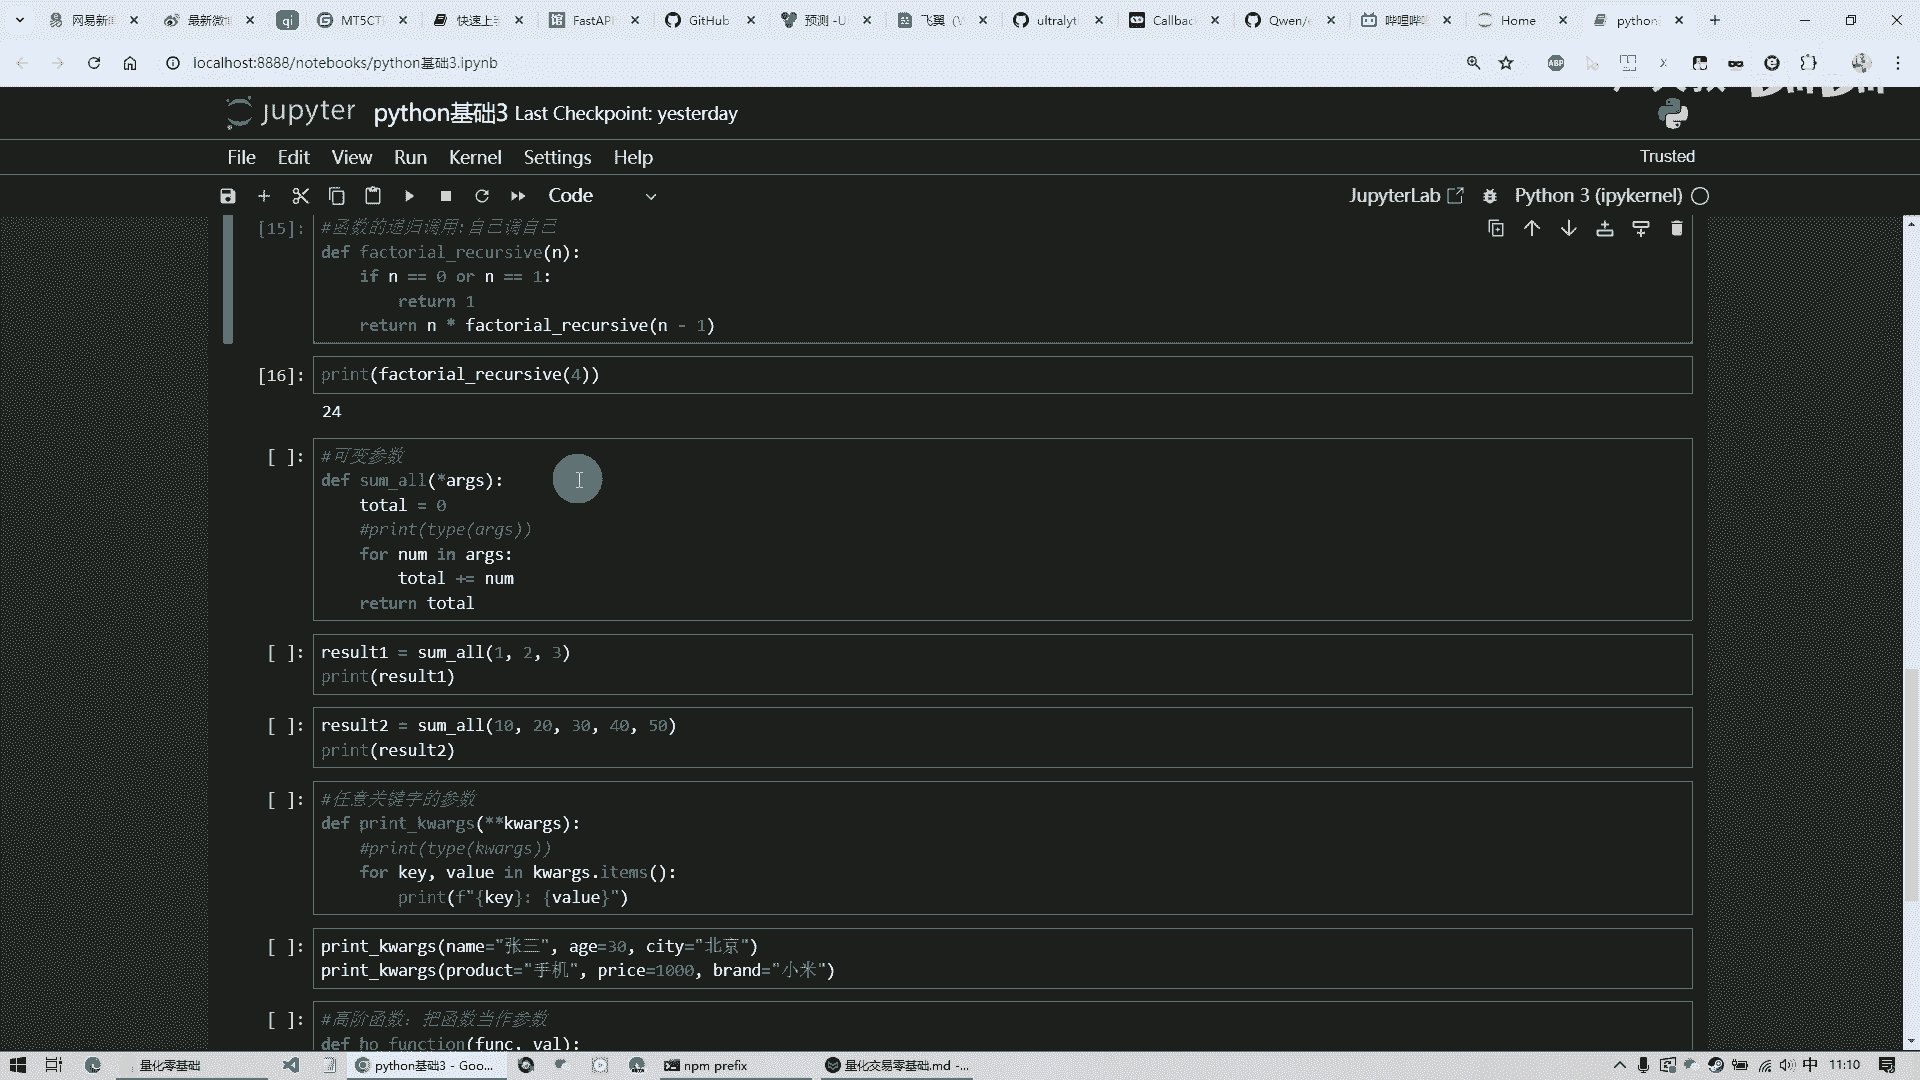 网易新
最新微
qi
MT5CT
快速上
FastAPI
GitHub
预测 - U
飞翼
ultralyt
Callbac
Qwen/
哔哩哔
Home
python
localhost:8888/notebooks/python基础3.ipynb
ABP
jupyter python基础3 Last Checkpoint: yesterday
File Edit View Run Kernel Settings Help
Trusted
Code
JupyterLab
Python 3 (ipykernel)
[15]: #函数的递归调用:自己调自己
def factorial_recursive(n):
if n == 0 or n == 1:
return 1
return n * factorial_recursive(n - 1)
[16]: print(factorial_recursive(4))
24
[ ]: #可变参数
def sum_all(*args):
total = 0
#print(type(args))
for num in args:
total += num
return total
[ ]: result1 = sum_all(1, 2, 3)
print(result1)
[ ]: result2 = sum_all(10, 20, 30, 40, 50)
print(result2)
[ ]: #任意关键字的参数
def print_kwargs(**kwargs):
#print(type(kwargs))
for key, value in kwargs.items():
print(f"{key}: {value}")
[ ]: print_kwargs(name="张三", age=30, city="北京")
print_kwargs(product="手机", price=1000, brand="小米")
[ ]: #高阶函数: 把函数当作参数
def ho_function(func, val):
量化零基础
python基础3 - Goo...
npm prefix
量化交易零基础.md -...
中
11:10